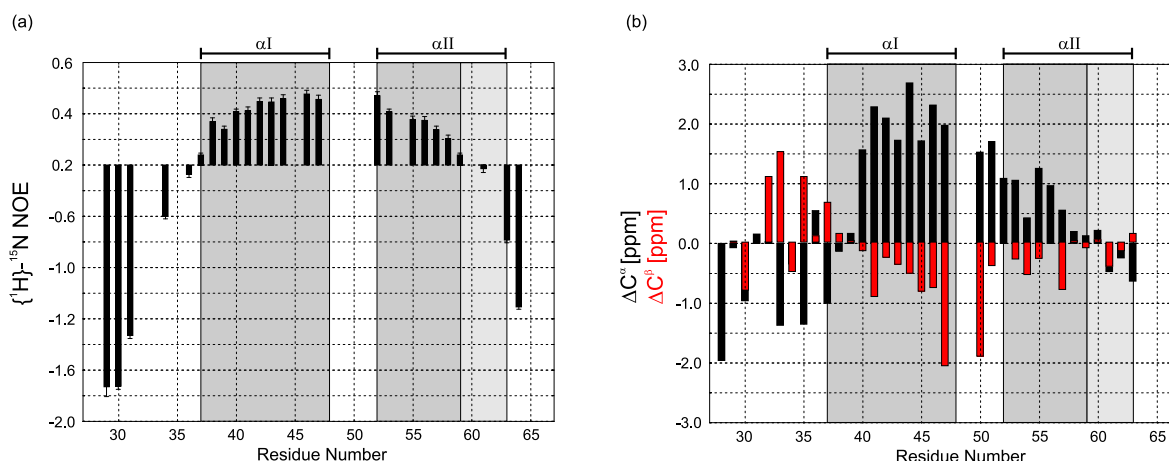 (a)
αI
αII
0.6
0.4
0.2
-0.6
-1.0
-1.2
-1.6
-2.0
{¹H}-¹⁵N NOE
30 35 40 45 50 55 60 65
Residue Number
(b)
αI
αII
3.0
2.0
1.0
0.0
-1.0
-2.0
-3.0
ΔCᵅ [ppm]
ΔCᵝ [ppm]
30 35 40 45 50 55 60 65
Residue Number